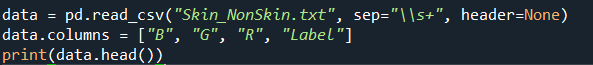 data = pd.read_csv("Skin_NonSkin.txt", sep="\\s+", header=None)
data.columns = ["B", "G", "R", "Label"]
print(data.head())